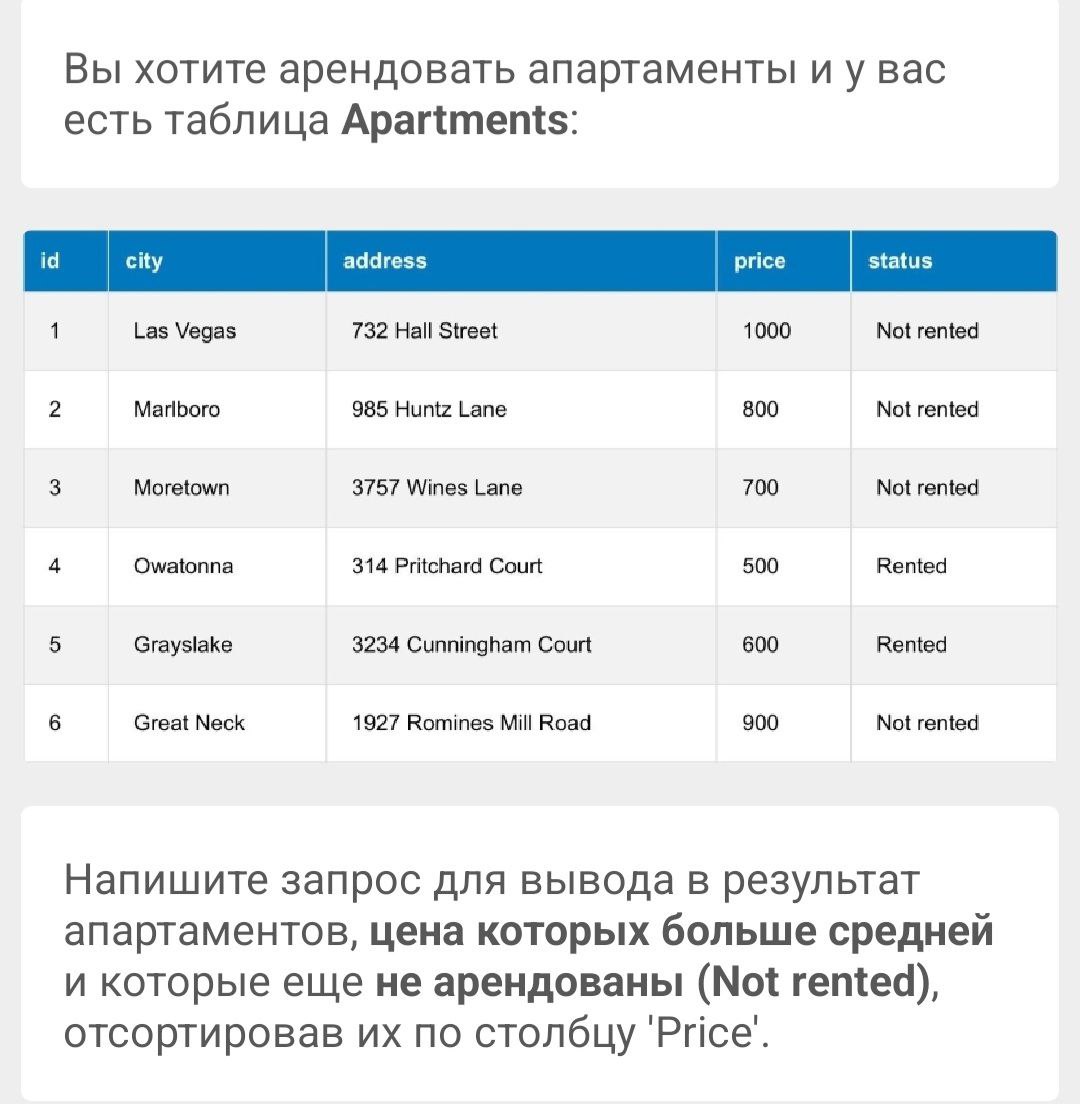 Вы хотите арендовать апартаменты и у вас
есть таблица Apartments:
id city address price status
1 Las Vegas 732 Hall Street 1000 Not rented
2 Marlboro 985 Huntz Lane 800 Not rented
3 Moretown 3757 Wines Lane 700 Not rented
4 Owatonna 314 Pritchard Court 500 Rented
5 Grayslake 3234 Cunningham Court 600 Rented
6 Great Neck 1927 Romines Mill Road 900 Not rented
Напишите запрос для вывода в результат
апартаментов, цена которых больше средней
и которые еще не арендованы (Not rented),
отсортировав их по столбцу 'Price'.